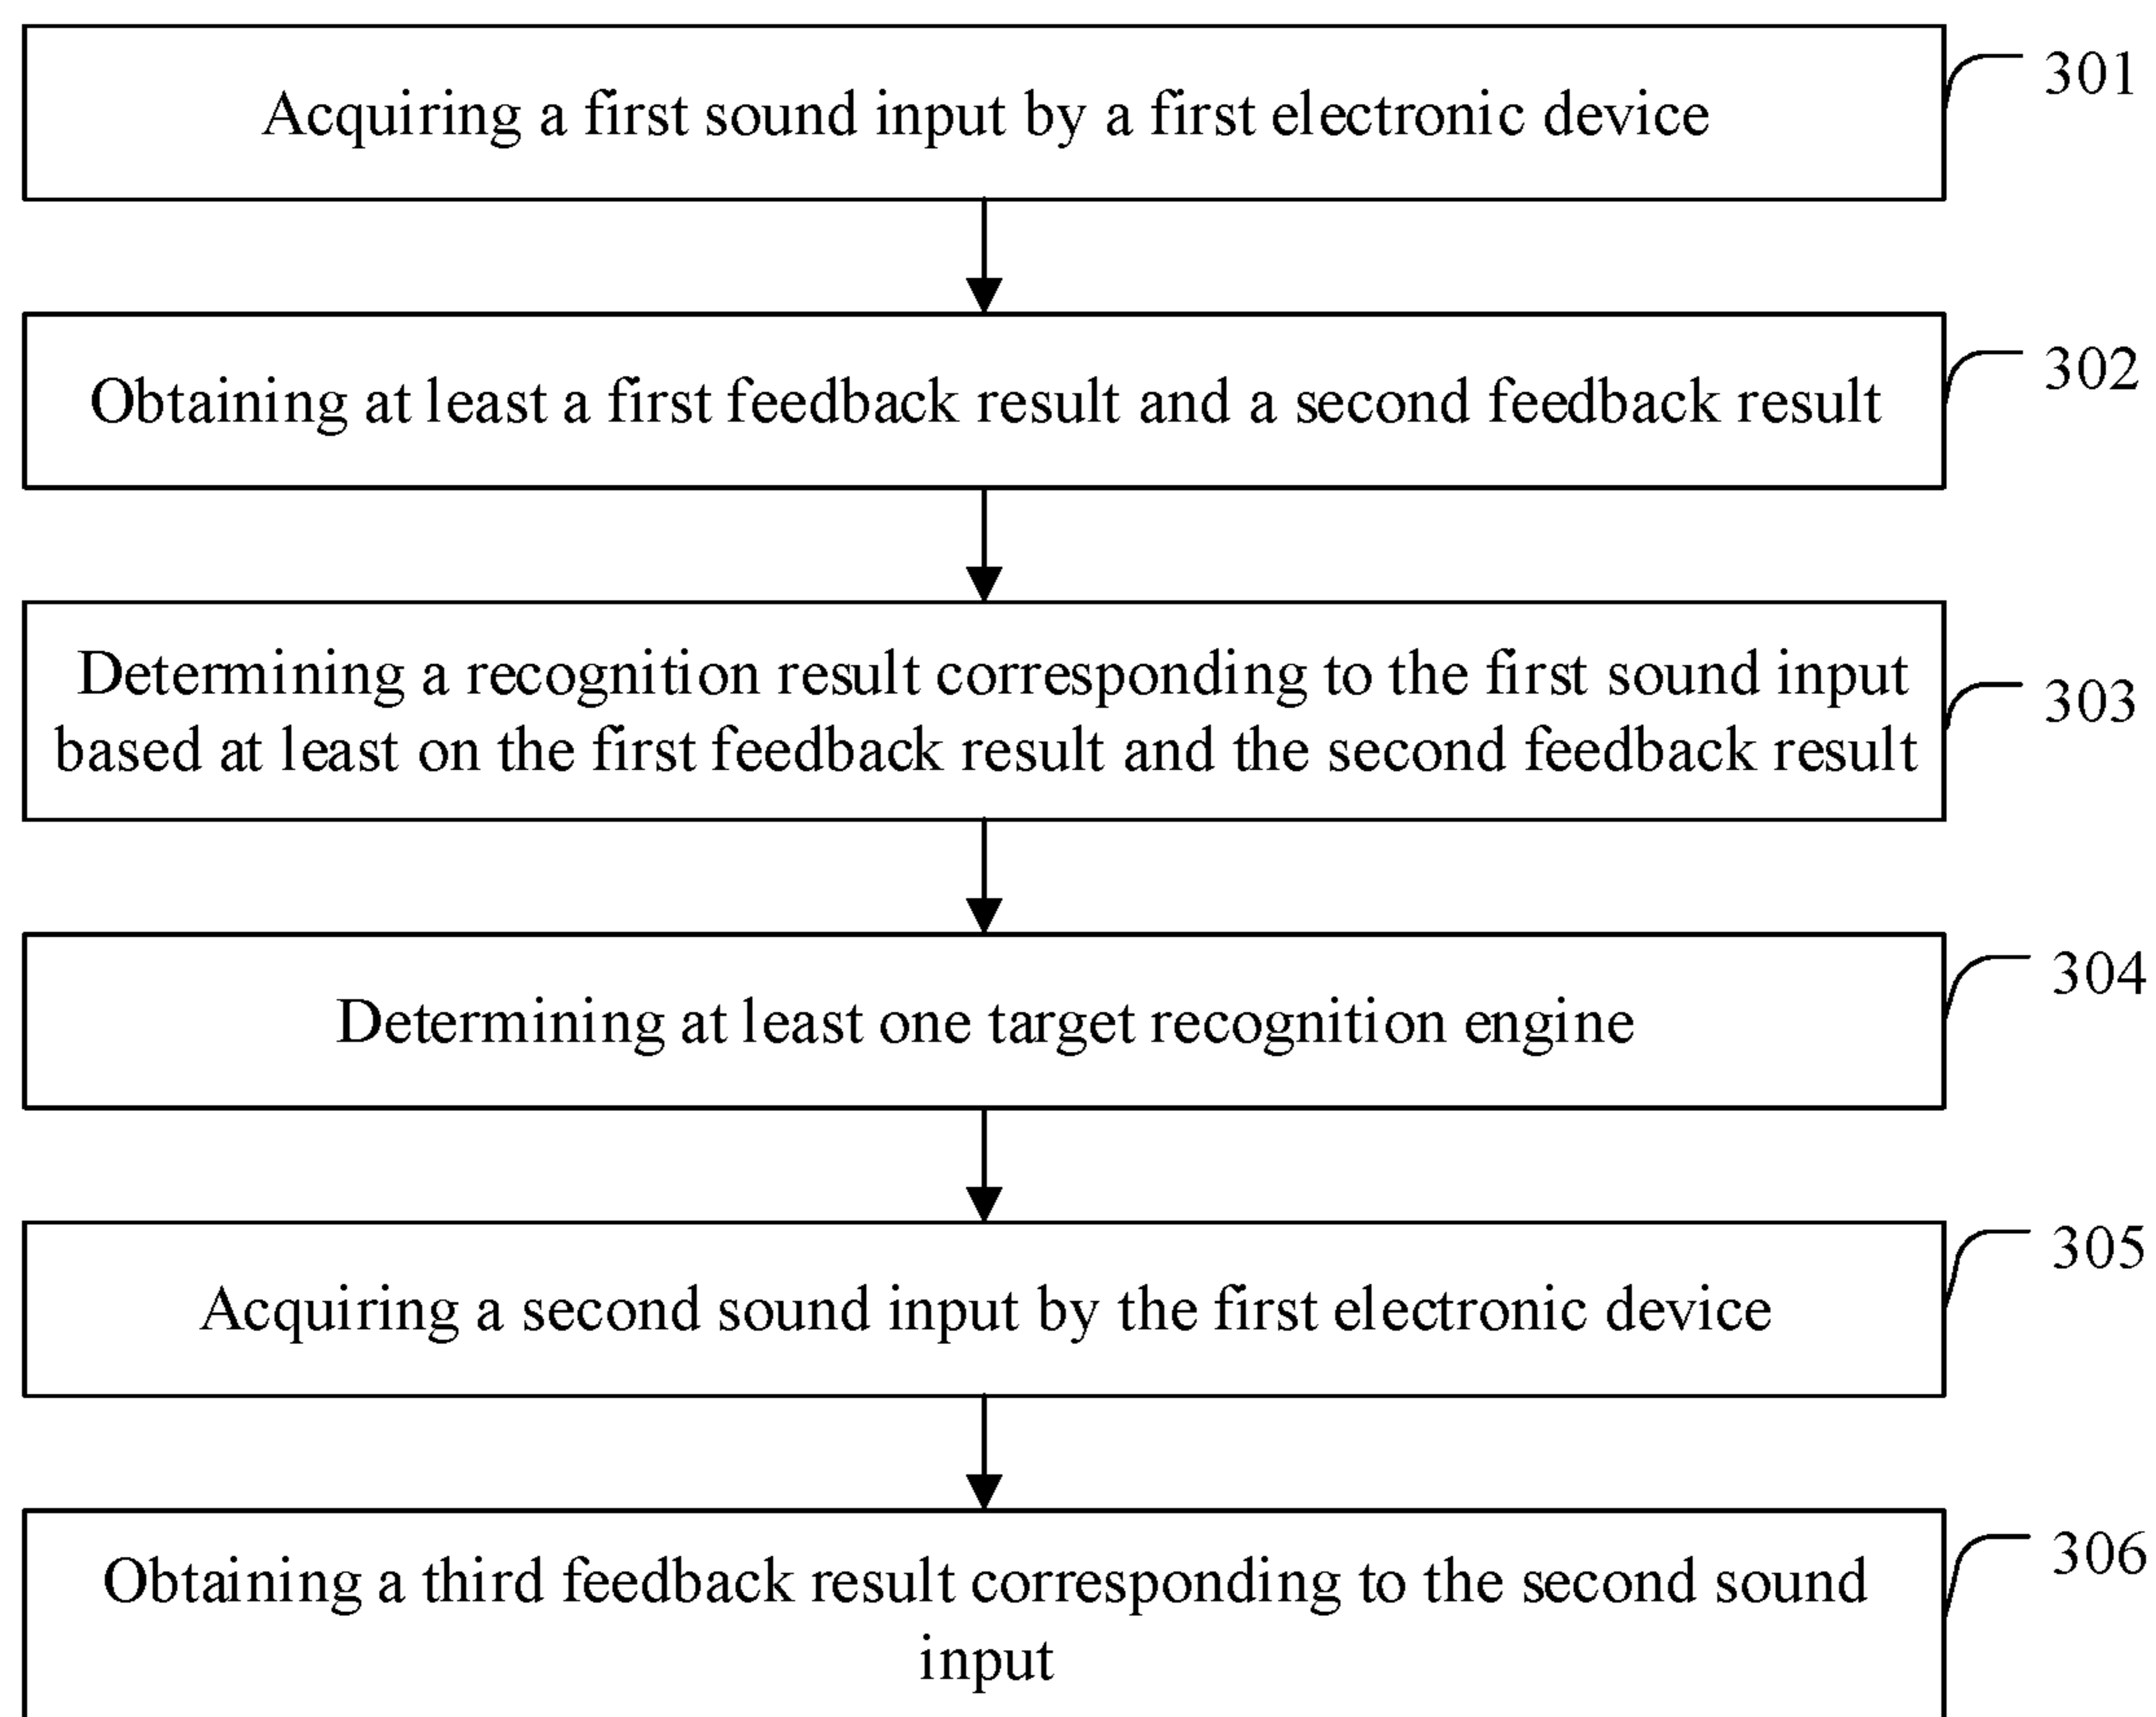 Acquiring a first sound input by a first electronic device
301
Obtaining at least a first feedback result and a second feedback result
302
Determining a recognition result corresponding to the first sound input
based at least on the first feedback result and the second feedback result
303
Determining at least one target recognition engine
304
Acquiring a second sound input by the first electronic device
305
Obtaining a third feedback result corresponding to the second sound
input
306